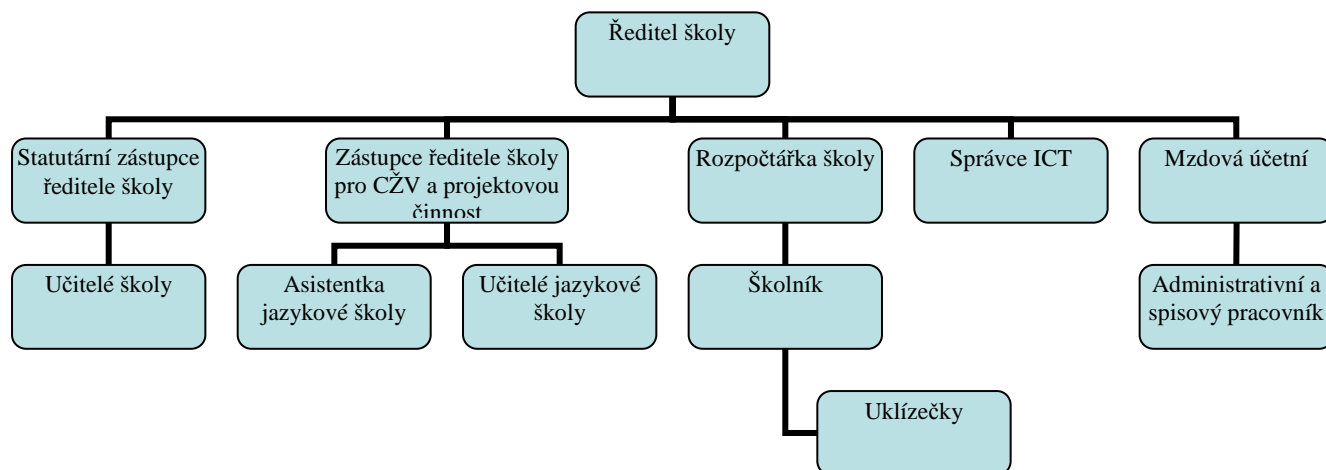 Ředitel školy
Statutární zástupce
ředitele školy
Zástupce ředitele školy
pro CŽV a projektovou
činnost
Rozpočtářka školy
Správce ICT
Mzdová účetní
Učitelé školy
Asistentka
jazykové školy
Učitelé jazykové
školy
Školník
Administrativní a
spisový pracovník
Uklízečky